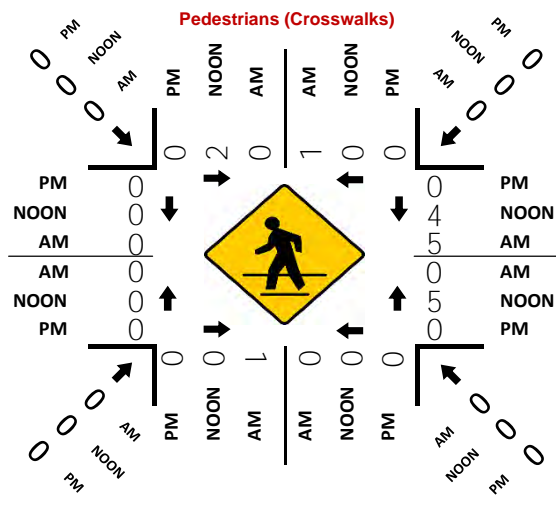 Pedestrians (Crosswalks)
0 PM
0 NOON
0 AM
PM NOON AM AM NOON PM
PM 0
NOON 0
AM 0
0 2 0 1 0 0
PM 0 0 PM
NOON 0 4 NOON
AM 0 5 AM
AM 0 0 AM
NOON 0 5 NOON
PM 0 0 PM
0 0 1 0 0 0
PM NOON AM AM NOON PM
0 AM
0 NOON
0 PM
AM 0
NOON 0
PM 0